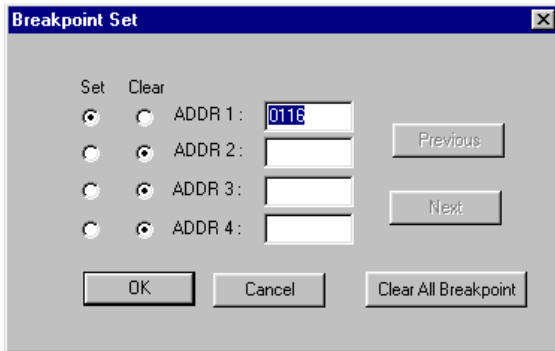 Breakpoint Set
Set Clear
ADDR 1 : 0116
ADDR 2 :
Previous
ADDR 3 :
Next
ADDR 4 :
OK Cancel Clear All Breakpoint